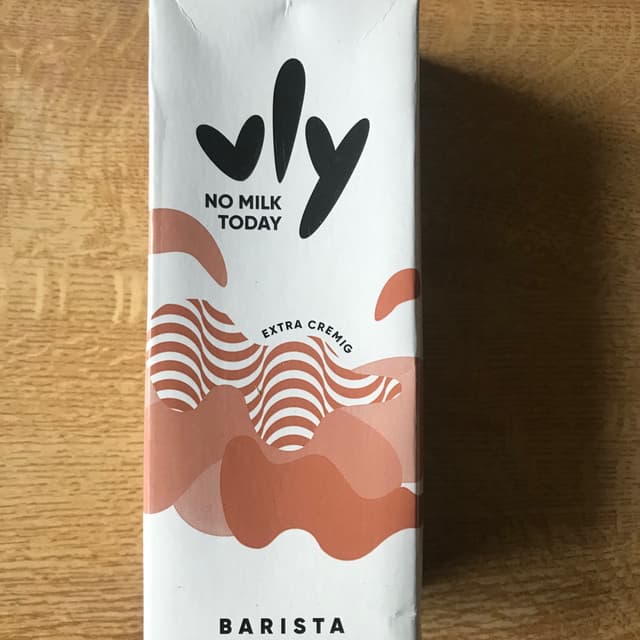 vly
NO MILK
TODAY
EXTRA CREMIG
BARISTA